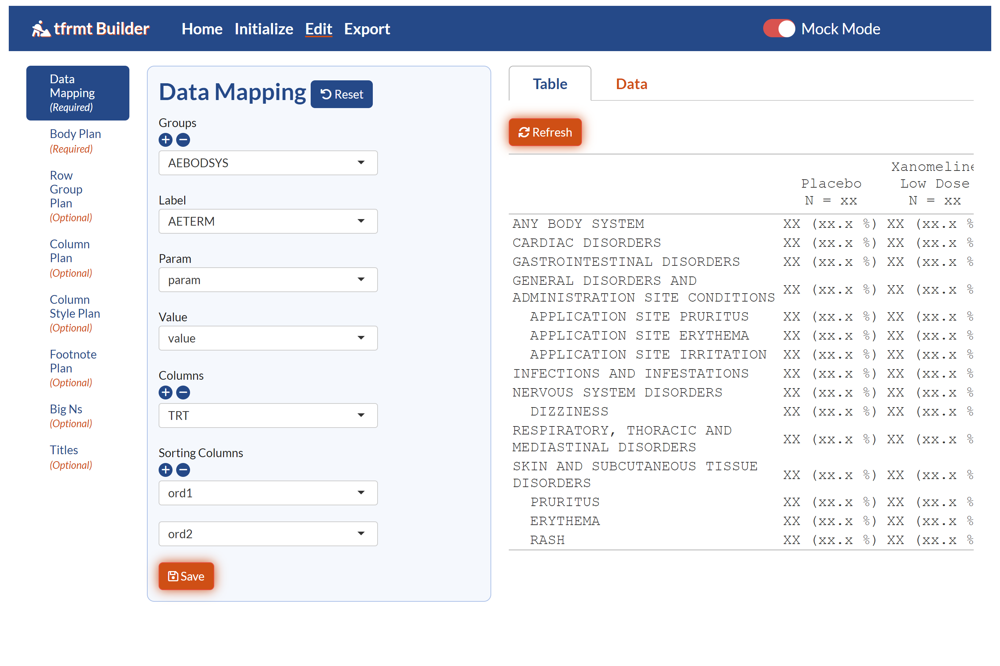 tfrmt Builder
Home Initialize Edit Export
Mock Mode
Data
Mapping
(Required)
Body Plan
(Required)
Row
Group
Plan
(Optional)
Column
Plan
(Optional)
Column
Style Plan
(Optional)
Footnote
Plan
(Optional)
Big Ns
(Optional)
Titles
(Optional)
Data Mapping
Reset
Groups
AEBODSYS
Label
AETERM
Param
param
Value
value
Columns
TRT
Sorting Columns
ord1
ord2
Save
Table Data
Refresh
Xanomeline
Placebo Low Dose
N = xx N = xx
ANY BODY SYSTEM XX (xx.x %) XX (xx.x %
CARDIAC DISORDERS XX (xx.x %) XX (xx.x %
GASTROINTESTINAL DISORDERS XX (xx.x %) XX (xx.x %
GENERAL DISORDERS AND
ADMINISTRATION SITE CONDITIONS XX (xx.x %) XX (xx.x %
APPLICATION SITE PRURITUS XX (xx.x %) XX (xx.x %
APPLICATION SITE ERYTHEMA XX (xx.x %) XX (xx.x %
APPLICATION SITE IRRITATION XX (xx.x %) XX (xx.x %
INFECTIONS AND INFESTATIONS XX (xx.x %) XX (xx.x %
NERVOUS SYSTEM DISORDERS XX (xx.x %) XX (xx.x %
DIZZINESS XX (xx.x %) XX (xx.x %
RESPIRATORY, THORACIC AND
MEDIASTINAL DISORDERS XX (xx.x %) XX (xx.x %
SKIN AND SUBCUTANEOUS TISSUE
DISORDERS XX (xx.x %) XX (xx.x %
PRURITUS XX (xx.x %) XX (xx.x %
ERYTHEMA XX (xx.x %) XX (xx.x %
RASH XX (xx.x %) XX (xx.x %